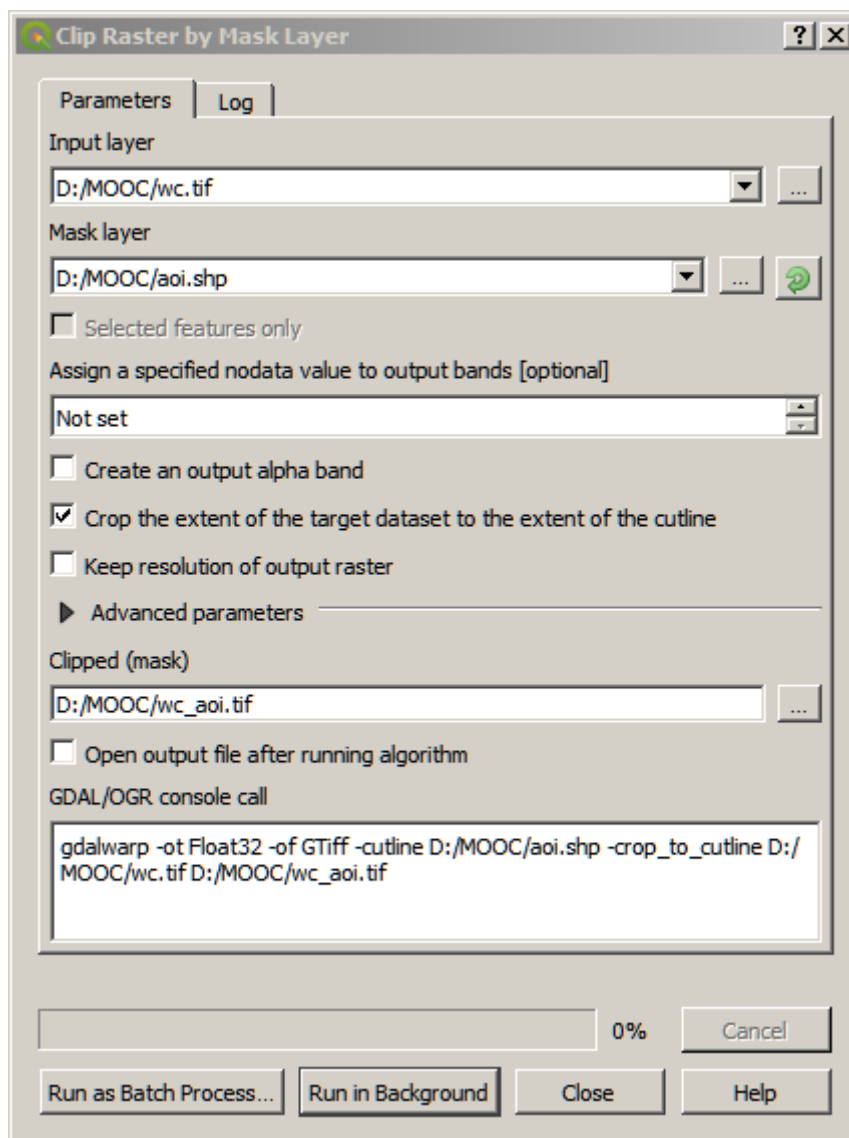 Clip Raster by Mask Layer
?
Parameters
Log
Input layer
D:/MOOC/wc.tif
...
Mask layer
D:/MOOC/aoi.shp
...
Selected features only
Assign a specified nodata value to output bands [optional]
Not set
Create an output alpha band
Crop the extent of the target dataset to the extent of the cutline
Keep resolution of output raster
Advanced parameters
Clipped (mask)
D:/MOOC/wc_aoi.tif
...
Open output file after running algorithm
GDAL/OGR console call
gdalwarp -ot Float32 -of GTiff -cutline D:/MOOC/aoi.shp -crop_to_cutline D:/
MOOC/wc.tif D:/MOOC/wc_aoi.tif
0%
Cancel
Run as Batch Process...
Run in Background
Close
Help